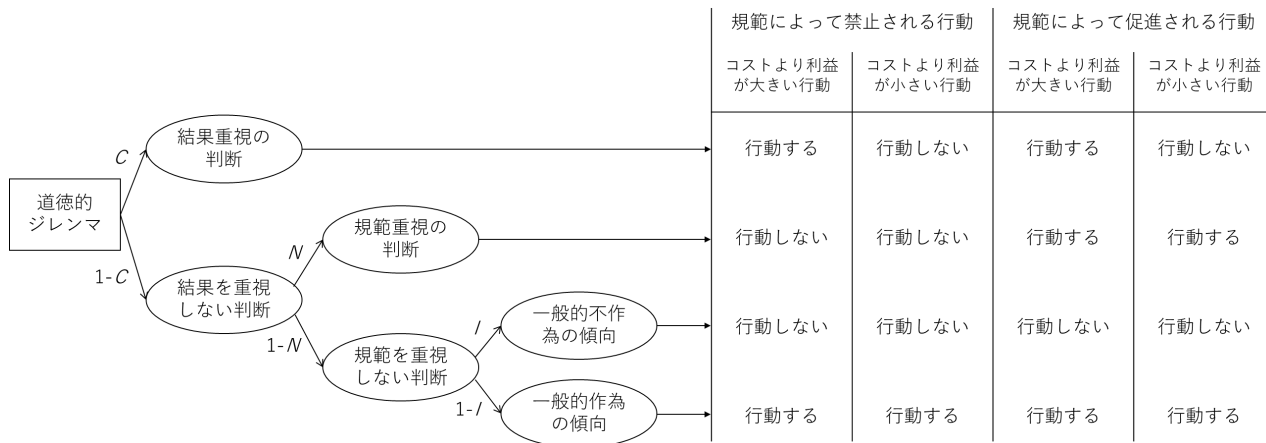 規範によって禁止される行動 規範によって促進される行動
コストより利益 コストより利益 コストより利益 コストより利益
が大きい行動 が小さい行動 が大きい行動 が小さい行動
結果重視の
判断
C
行動する 行動しない 行動する 行動しない
道徳的
ジレンマ
規範重視の
判断
N
行動しない 行動しない 行動する 行動する
1-C
結果を重視
しない判断
一般的不作
為の傾向
I
行動しない 行動しない 行動しない 行動しない
1-N
規範を重視
しない判断
1-I
一般的作為
の傾向
行動する 行動する 行動する 行動する